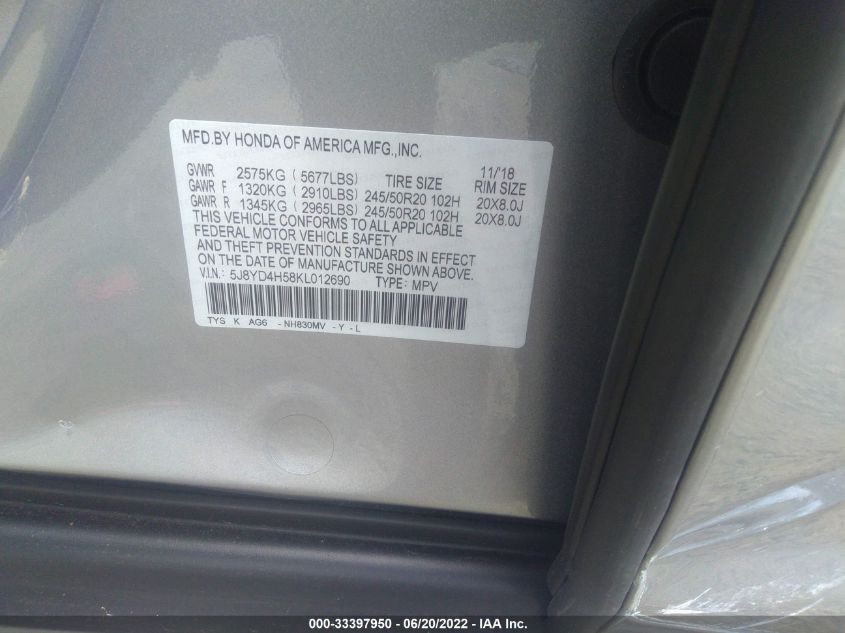 MFD.BY HONDA OF AMERICA MFG.,INC.
GVWR 2575KG ( 5677LBS) TIRE SIZE 11/18 RIM SIZE
GAWR F 1320KG ( 2910LBS) 245/50R20 102H 20X8.0J
GAWR R 1345KG ( 2965LBS) 245/50R20 102H 20X8.0J
THIS VEHICLE CONFORMS TO ALL APPLICABLE
FEDERAL MOTOR VEHICLE SAFETY
AND THEFT PREVENTION STANDARDS IN EFFECT
ON THE DATE OF MANUFACTURE SHOWN ABOVE.
V.I.N.: 5J8YD4H58KL012690 TYPE: MPV
TYS K AG6 - NH830MV - Y - L
000-33397950 - 06/20/2022 - IAA Inc.